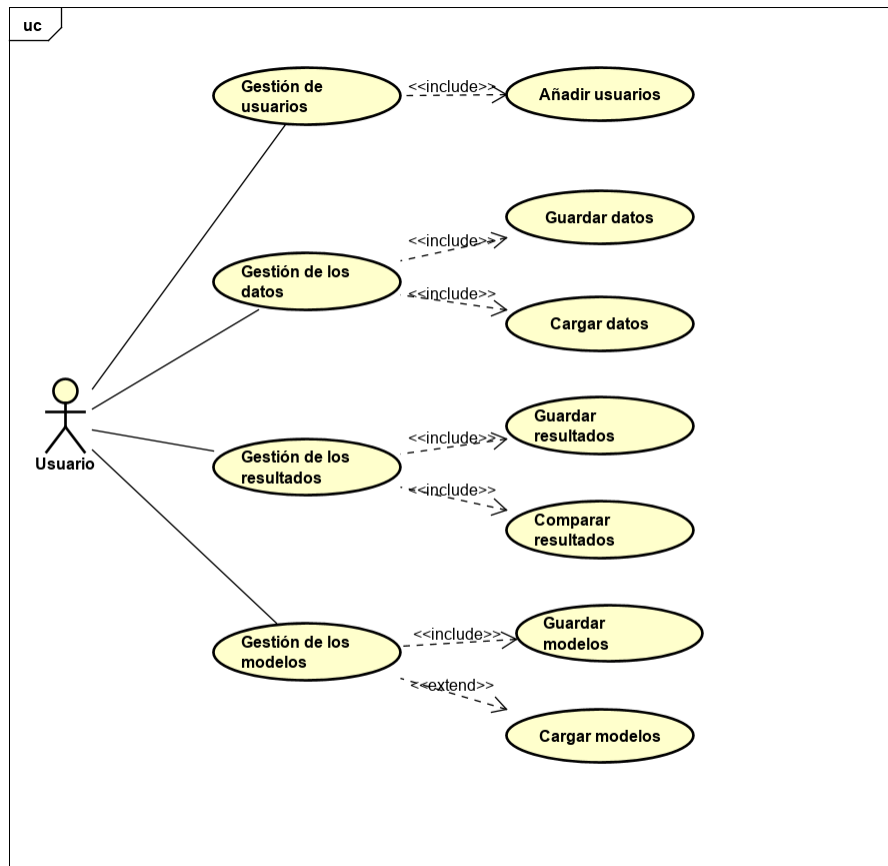 uc
Gestión de
usuarios
<<include>>
Añadir usuarios
Guardar datos
<<include>>
Gestión de los
datos
<<include>>
Cargar datos
Usuario
Guardar
resultados
<<include>>
Gestión de los
resultados
<<include>>
Comparar
resultados
Gestión de los
modelos
<<include>>
Guardar
modelos
<<extend>>
Cargar modelos